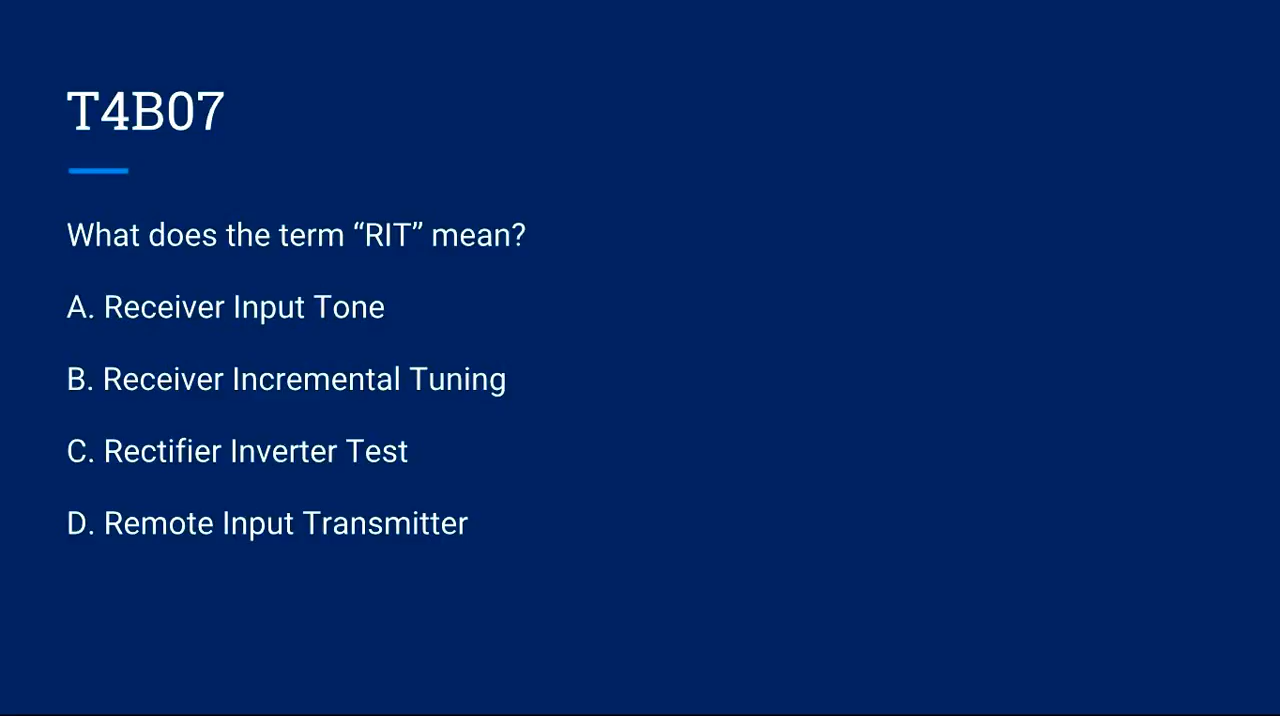 T4B07
What does the term “RIT” mean?
A. Receiver Input Tone
B. Receiver Incremental Tuning
C. Rectifier Inverter Test
D. Remote Input Transmitter